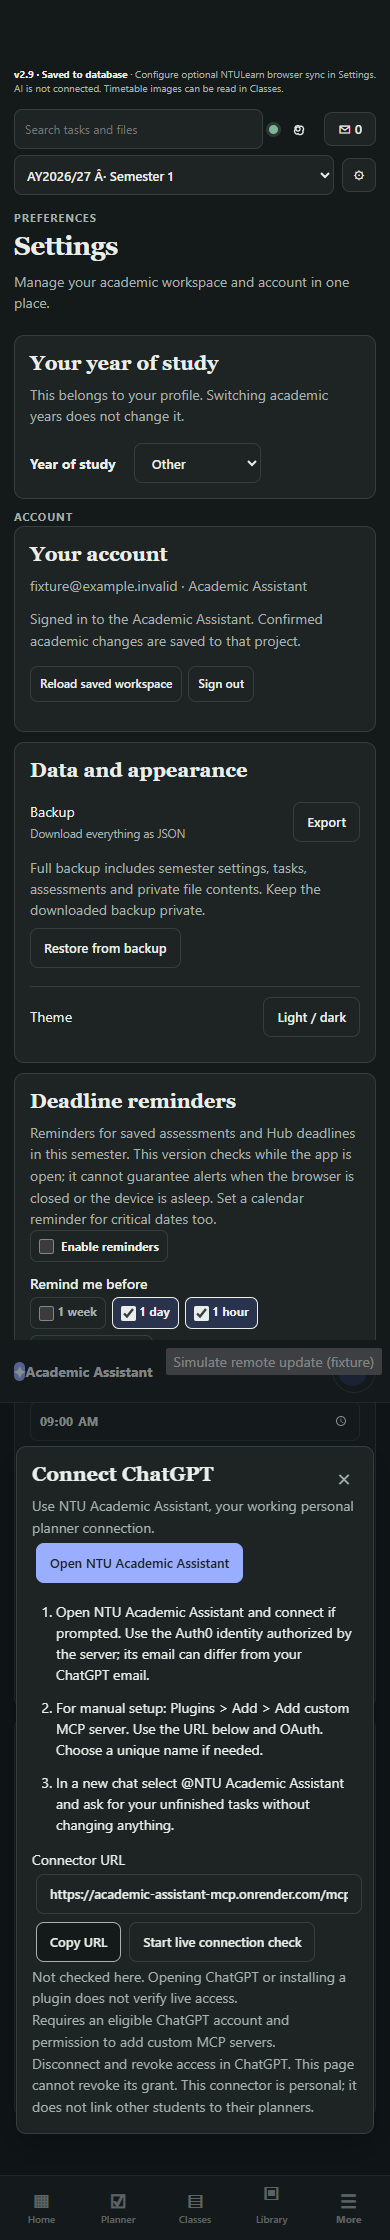 v2.9 • Saved to database · Configure optional NTULearn browser sync in Settings.
AI is not connected. Timetable images can be read in Classes.
Search tasks and files
0
AY2026/27 Â· Semester 1
PREFERENCES
Settings
Manage your academic workspace and account in one
place.
Your year of study
This belongs to your profile. Switching academic
years does not change it.
Year of study
Other
ACCOUNT
Your account
fixture@example.invalid · Academic Assistant
Signed in to the Academic Assistant. Confirmed
academic changes are saved to that project.
Reload saved workspace
Sign out
Data and appearance
Backup
Download everything as JSON
Export
Full backup includes semester settings, tasks,
assessments and private file contents. Keep the
downloaded backup private.
Restore from backup
Theme
Light / dark
Deadline reminders
Reminders for saved assessments and Hub deadlines
in this semester. This version checks while the app is
open; it cannot guarantee alerts when the browser is
closed or the device is asleep. Set a calendar
reminder for critical dates too.
Enable reminders
Remind me before
1 week
1 day
1 hour
Academic Assistant
Simulate remote update (fixture)
09:00 AM
Connect ChatGPT
Use NTU Academic Assistant, your working personal
planner connection.
Open NTU Academic Assistant
1. Open NTU Academic Assistant and connect if
prompted. Use the Auth0 identity authorized by
the server; its email can differ from your
ChatGPT email.
2. For manual setup: Plugins > Add > Add custom
MCP server. Use the URL below and OAuth.
Choose a unique name if needed.
3. In a new chat select @NTU Academic Assistant
and ask for your unfinished tasks without
changing anything.
Connector URL
https://academic-assistant-mcp.onrender.com/mcp
Copy URL
Start live connection check
Not checked here. Opening ChatGPT or installing a
plugin does not verify live access.
Requires an eligible ChatGPT account and
permission to add custom MCP servers.
Disconnect and revoke access in ChatGPT. This page
cannot revoke its grant. This connector is personal; it
does not link other students to their planners.
Home
Planner
Classes
Library
More